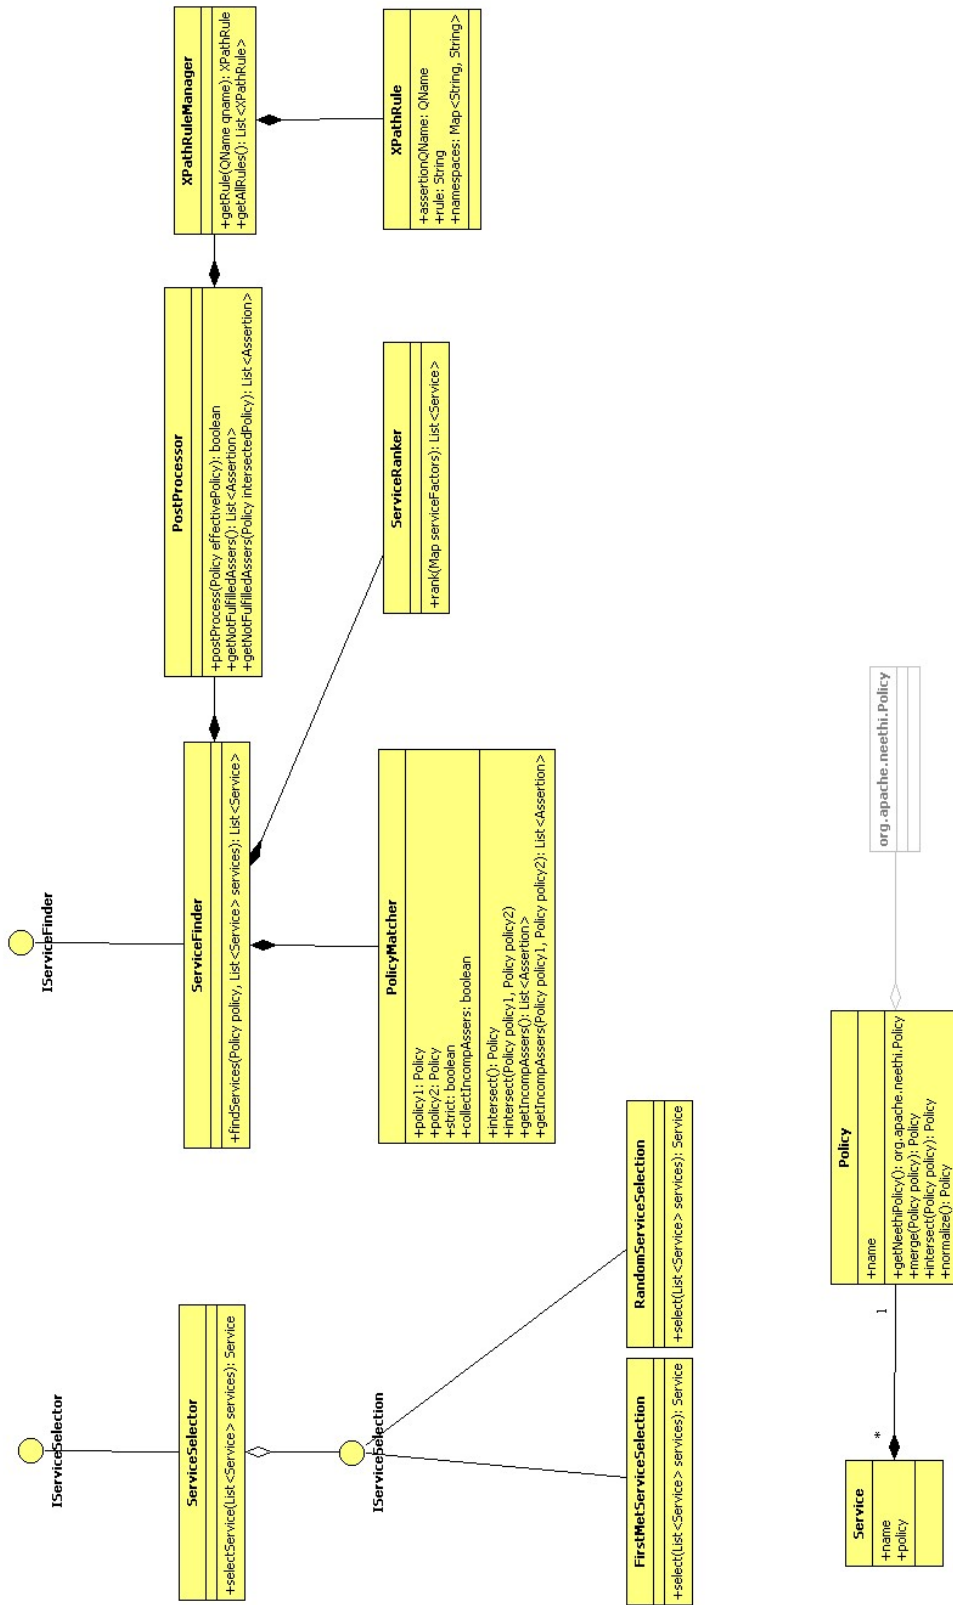 IServiceSelector
ServiceSelector
+selectService(List<Service> services): Service
IServiceSelection
FirstMetServiceSelection
+select(List<Service> services): Service
RandomServiceSelection
+select(List<Service> services): Service
IServiceFinder
ServiceFinder
+findServices(Policy policy, List<Service> services): List<Service>
PolicyMatcher
+policy1: Policy
+policy2: Policy
+strict: boolean
+collectIncompAssers: boolean
+intersect(): Policy
+intersect(Policy policy1, Policy policy2)
+getIncompAssers(): List<Assertion>
+getIncompAssers(Policy policy1, Policy policy2): List<Assertion>
PostProcessor
+postProcess(Policy effectivePolicy): boolean
+getNotFulfilledAssers(): List<Assertion>
+getNotFulfilledAssers(Policy intersectedPolicy): List<Assertion>
ServiceRanker
+rank(Map serviceFactors): List<Service>
XPathRuleManager
+getRule(QName qname): XPathRule
+getAllRules(): List<XPathRule>
XPathRule
+assertionQName: QName
+rule: String
+namespaces: Map<String, String>
Service
+name
+policy
*
1
Policy
+name
+getNeethiPolicy(): org.apache.neethi.Policy
+merge(Policy policy): Policy
+intersect(Policy policy): Policy
+normalize(): Policy
org.apache.neethi.Policy